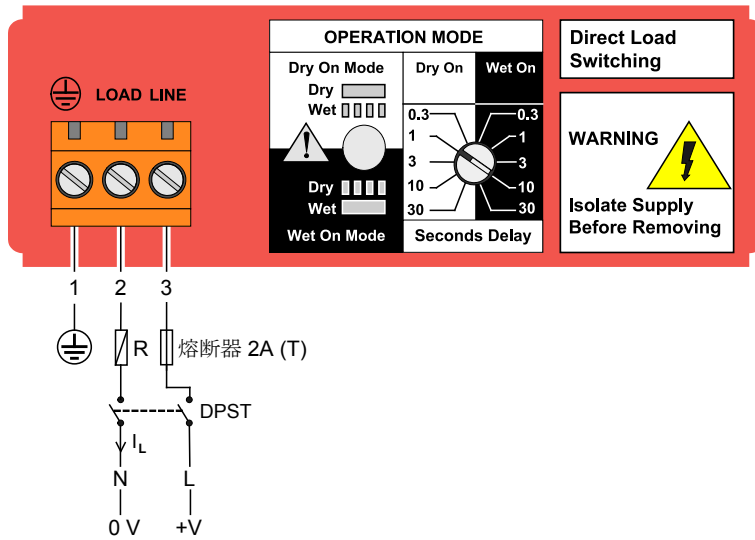 OPERATION MODE
Direct Load
Switching
Dry On Mode
Dry On
Wet On
LOAD LINE
Dry
Wet
0.3
0.3
1
1
3
3
10
10
30
30
Dry
Wet
Wet On Mode
Seconds Delay
WARNING
Isolate Supply
Before Removing
1
2
3
R
熔断器 2A (T)
DPST
IL
N
L
0 V
+V